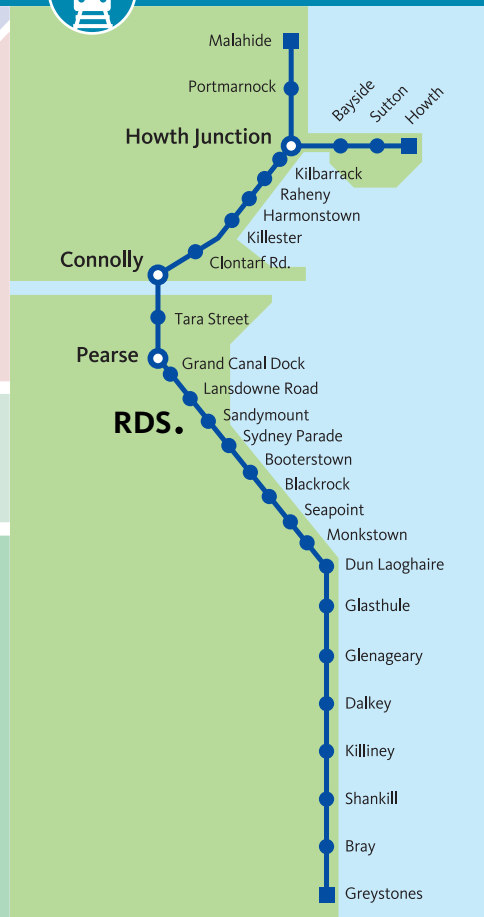 Malahide
Portmarnock
Bayside
Sutton
Howth
Howth Junction
Kilbarrack
Raheny
Harmonstown
Killester
Connolly
Clontarf Rd.
Tara Street
Pearse
Grand Canal Dock
Lansdowne Road
RDS.
Sandymount
Sydney Parade
Booterstown
Blackrock
Seapoint
Monkstown
Dun Laoghaire
Glasthule
Glenageary
Dalkey
Killiney
Shankill
Bray
Greystones